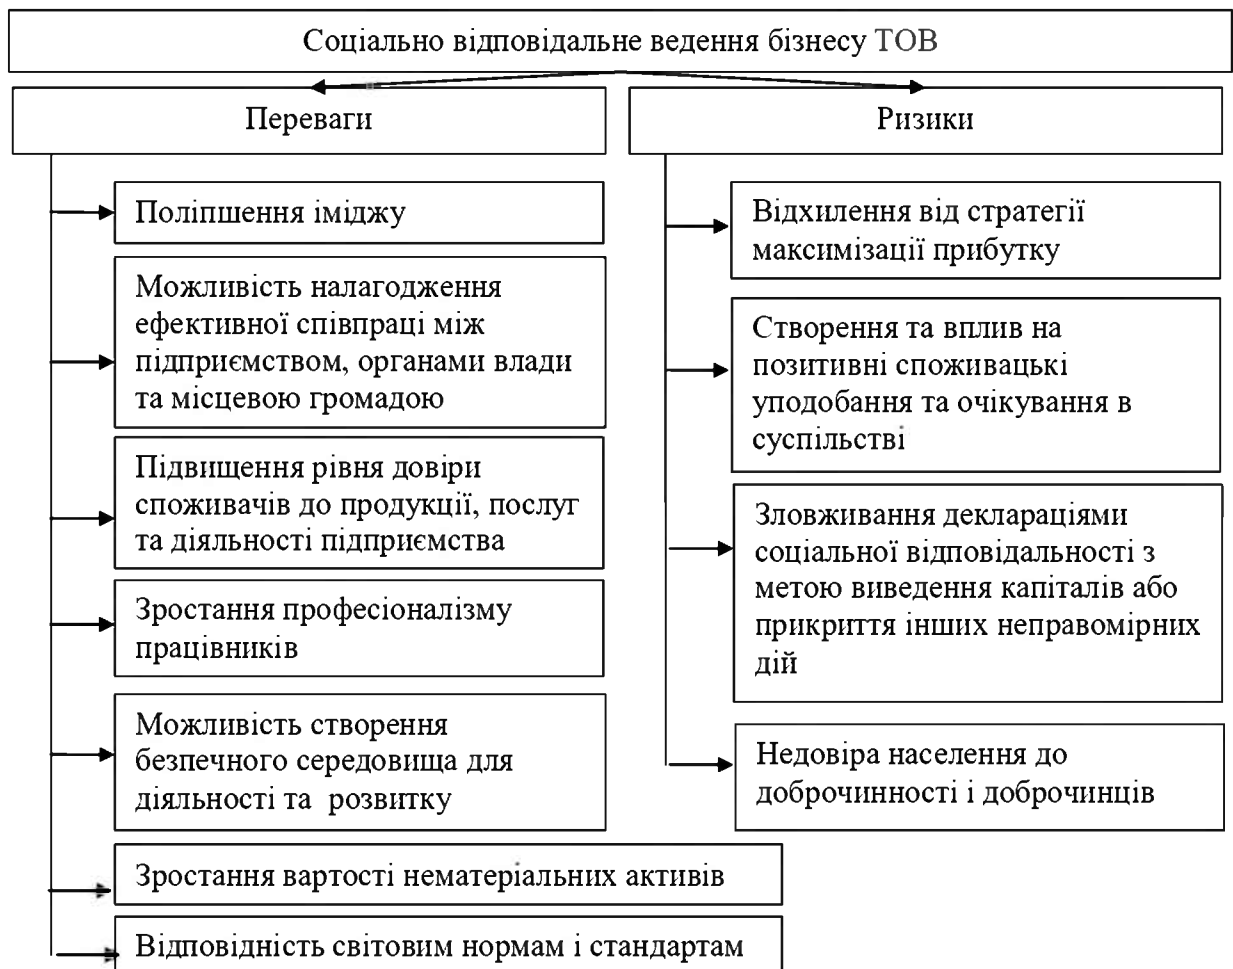 Соціально відповідальне ведення бізнесу ТОВ
Переваги
Поліпшення іміджу
Можливість налагодження
ефективної співпраці між
підприємством, органами влади
та місцевою громадою
Підвищення рівня довіри
споживачів до продукції, послуг
та діяльності підприємства
Зростання професіоналізму
працівників
Можливість створення
безпечного середовища для
діяльності та розвитку
Зростання вартості нематеріальних активів
Відповідність світовим нормам і стандартам
Ризики
Відхилення від стратегії
максимізації прибутку
Створення та вплив на
позитивні споживацькі
уподобання та очікування в
суспільстві
Зловживання деклараціями
соціальної відповідальності з
метою виведення капіталів або
прикриття інших неправомірних
дій
Недовіра населення до
доброчинності і доброчинців